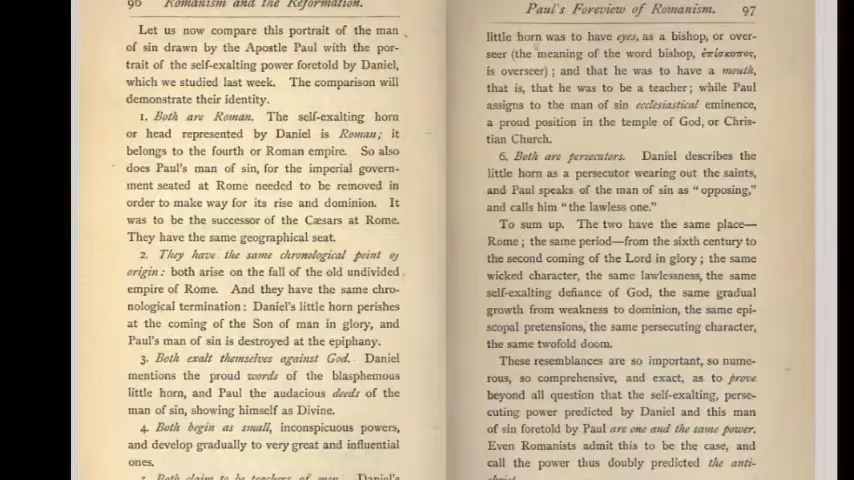 96 Romanism and the Reformation.
Let us now compare this portrait of the man
of sin drawn by the Apostle Paul with the por-
trait of the self-exalting power foretold by Daniel,
which we studied last week. The comparison will
demonstrate their identity.
1. Both are Roman. The self-exalting horn
or head represented by Daniel is Roman; it
belongs to the fourth or Roman empire. So also
does Paul's man of sin, for the imperial govern-
ment seated at Rome needed to be removed in
order to make way for its rise and dominion. It
was to be the successor of the Cæsars at Rome.
They have the same geographical seat.
2. They have the same chronological point of
origin: both arise on the fall of the old undivided
empire of Rome. And they have the same chro-
nological termination: Daniel's little horn perishes
at the coming of the Son of man in glory, and
Paul's man of sin is destroyed at the epiphany.
3. Both exalt themselves against God. Daniel
mentions the proud words of the blasphemous
little horn, and Paul the audacious deeds of the
man of sin, showing himself as Divine.
4. Both begin as small, inconspicuous powers,
and develop gradually to very great and influential
ones.
5. Both claim to be teachers of men. Daniel's
Paul's Foreview of Romanism. 97
little horn was to have eyes, as a bishop, or over-
seer (the meaning of the word bishop, ἐπίσκοπος,
is overseer); and that he was to have a mouth,
that is, that he was to be a teacher; while Paul
assigns to the man of sin ecclesiastical eminence,
a proud position in the temple of God, or Chris-
tian Church.
6. Both are persecutors. Daniel describes the
little horn as a persecutor wearing out the saints,
and Paul speaks of the man of sin as "opposing,"
and calls him "the lawless one."
To sum up. The two have the same place—
Rome; the same period—from the sixth century to
the second coming of the Lord in glory; the same
wicked character, the same lawlessness, the same
self-exalting defiance of God, the same gradual
growth from weakness to dominion, the same epi-
scopal pretensions, the same persecuting character,
the same twofold doom.
These resemblances are so important, so nume-
rous, so comprehensive, and exact, as to prove
beyond all question that the self-exalting, perse-
cuting power predicted by Daniel and this man
of sin foretold by Paul are one and the same power.
Even Romanists admit this to be the case, and
call the power thus doubly predicted the anti-
christ.